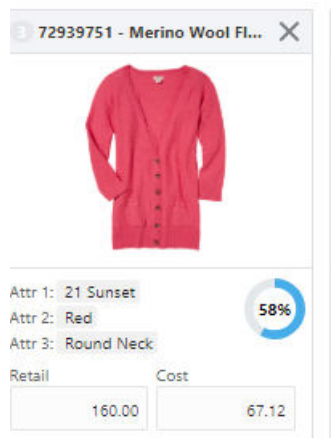 3 72939751 - Merino Wool Fl...
Attr 1: 21 Sunset
Attr 2: Red
58%
Attr 3: Round Neck
Retail Cost
160.00 67.12